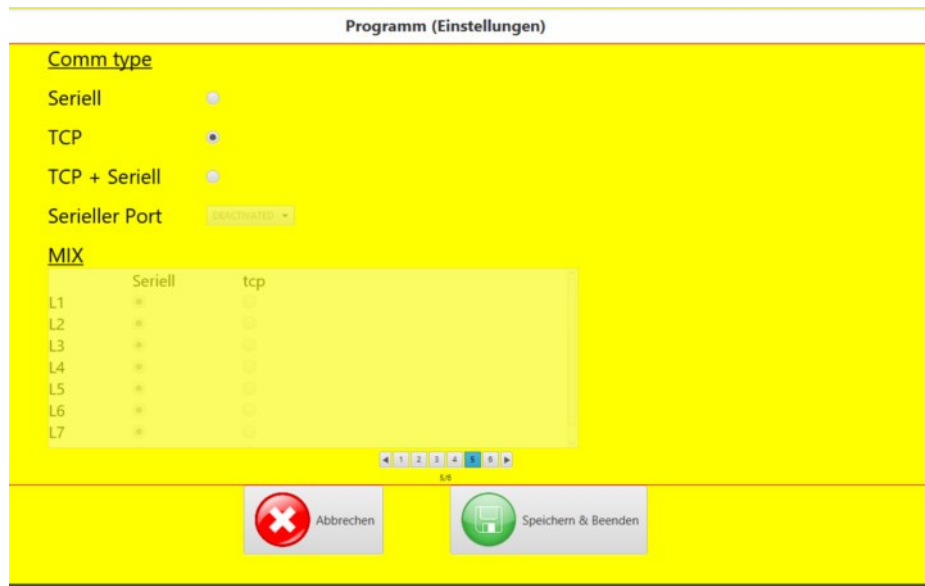 Programm (Einstellungen)
Comm type
Seriell
TCP
TCP + Seriell
Serieller Port DEACTIVATED
MIX
Seriell tcp
L1
L2
L3
L4
L5
L6
L7
1 2 3 4 5 6
5/6
Abbrechen Speichern & Beenden